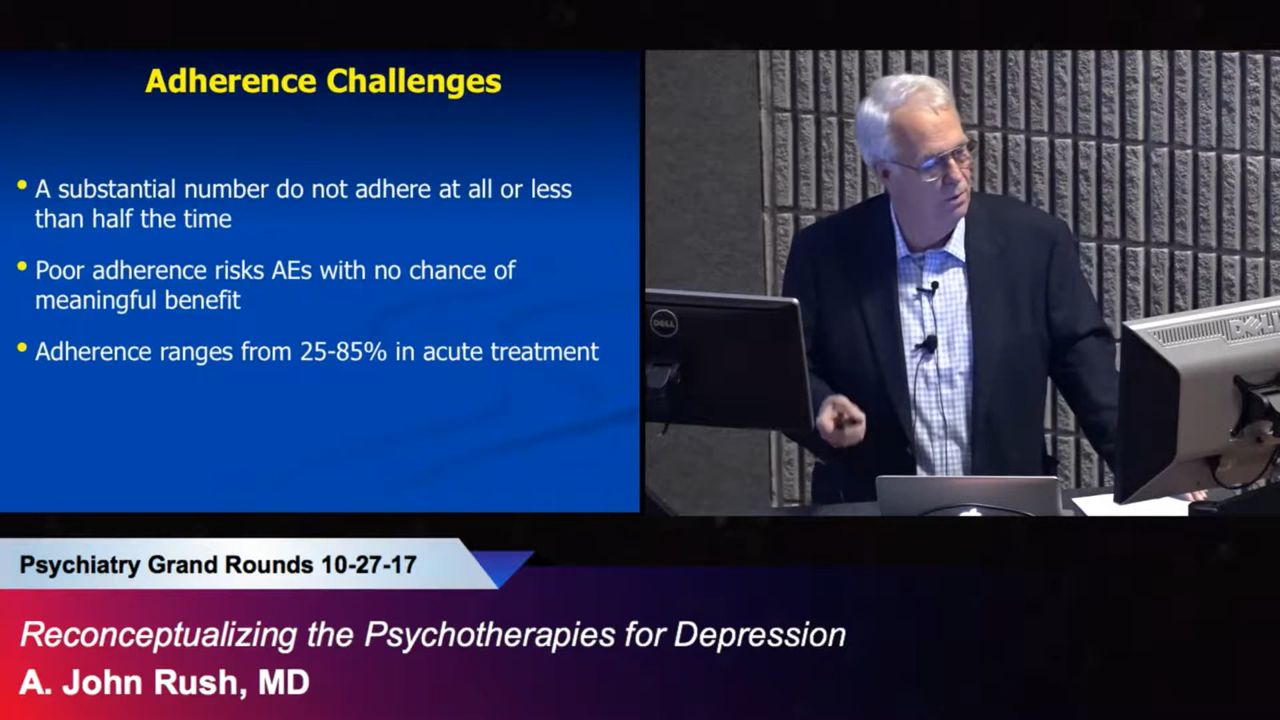 Adherence Challenges
• A substantial number do not adhere at all or less
than half the time
• Poor adherence risks AEs with no chance of
meaningful benefit
• Adherence ranges from 25-85% in acute treatment
DELL
DELL
Psychiatry Grand Rounds 10-27-17
Reconceptualizing the Psychotherapies for Depression
A. John Rush, MD